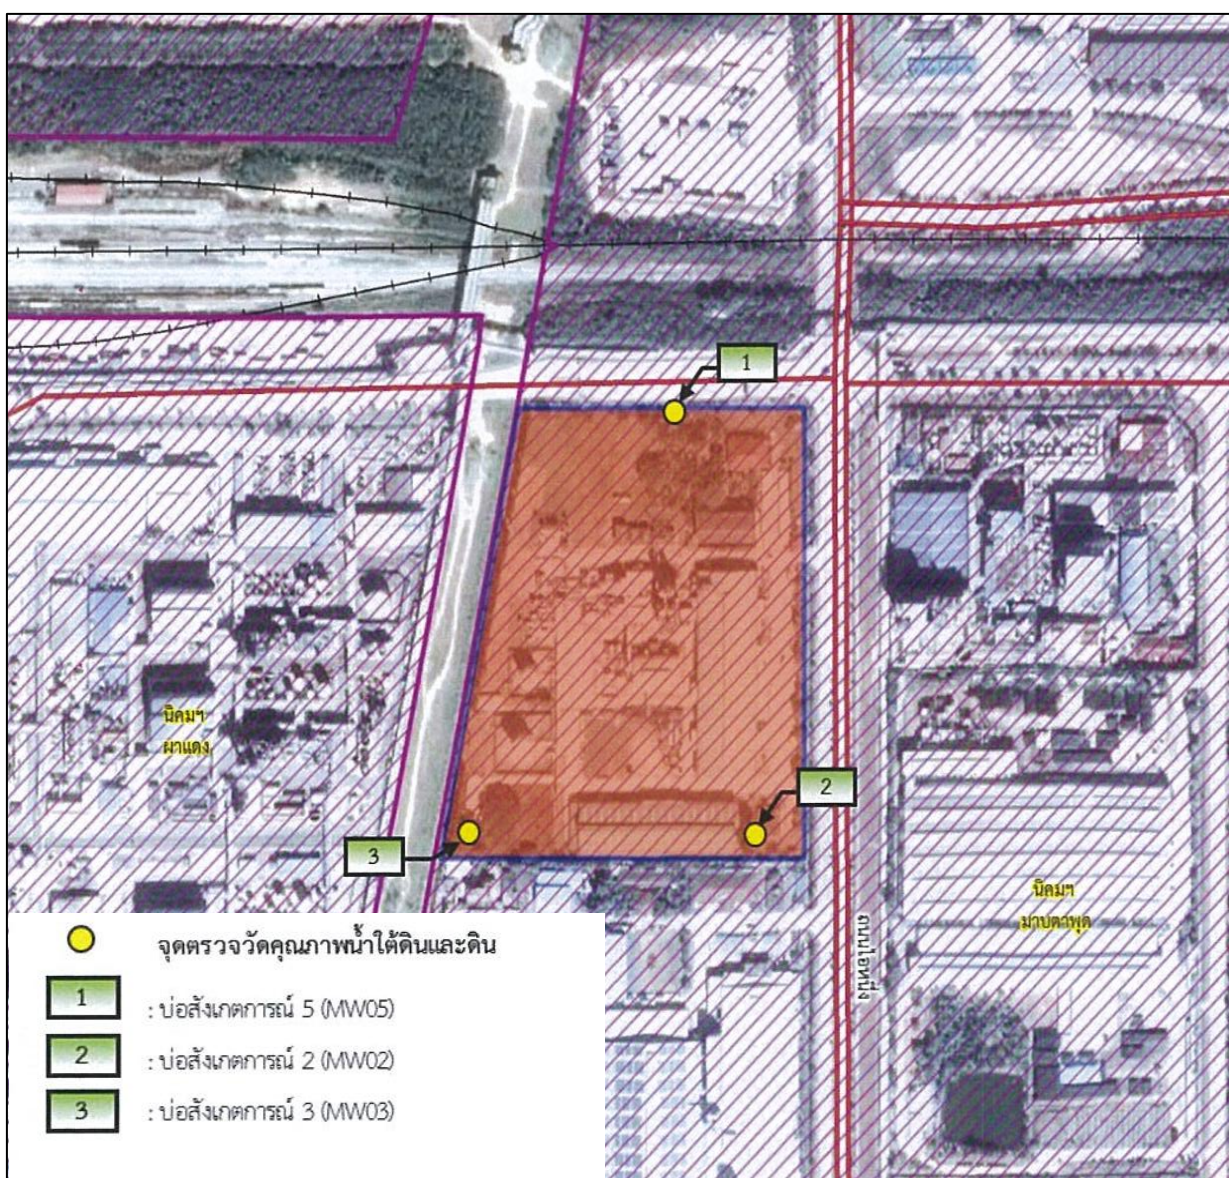 1
2
3
นิคมฯ
ผาแดง
นิคมฯ
มาบตาพุด
ถนนไอหนึ่ง
จุดตรวจวัดคุณภาพน้ำใต้ดินและดิน
1 : บ่อสังเกตการณ์ 5 (MW05)
2 : บ่อสังเกตการณ์ 2 (MW02)
3 : บ่อสังเกตการณ์ 3 (MW03)